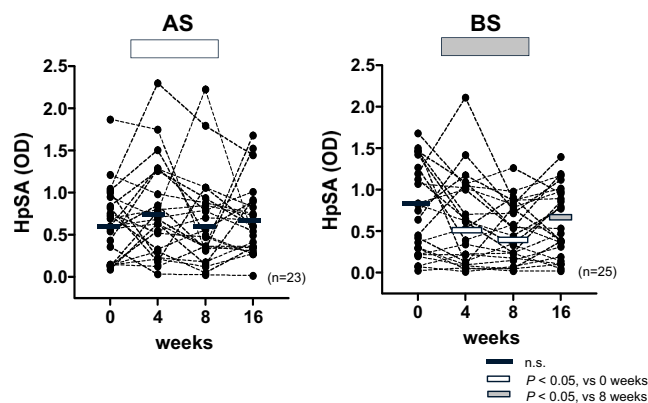 AS
HpSA (OD)
2.5
2.0
1.5
1.0
0.5
0.0
(n=23)
0 4 8 16
weeks
BS
HpSA (OD)
2.5
2.0
1.5
1.0
0.5
0.0
(n=25)
0 4 8 16
weeks
n.s.
P < 0.05, vs 0 weeks
P < 0.05, vs 8 weeks